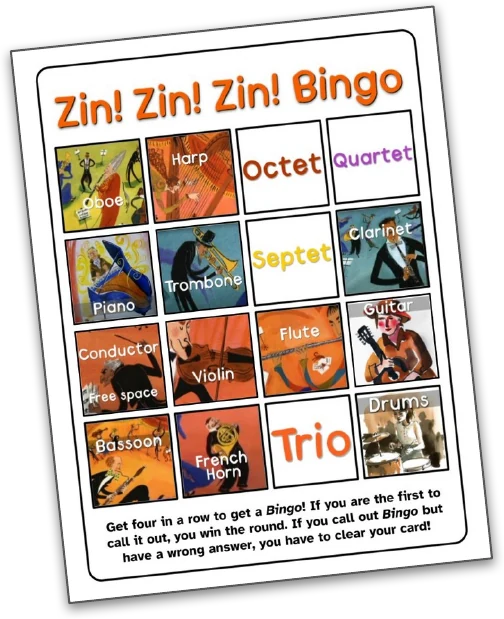 Zin! Zin! Zin! Bingo
Oboe
Harp
Octet
Quartet
Piano
Trombone
Septet
Clarinet
Conductor
Free space
Violin
Flute
Guitar
Bassoon
French
Horn
Trio
Drums
Get four in a row to get a Bingo! If you are the first to
call it out, you win the round. If you call out Bingo but
have a wrong answer, you have to clear your card!